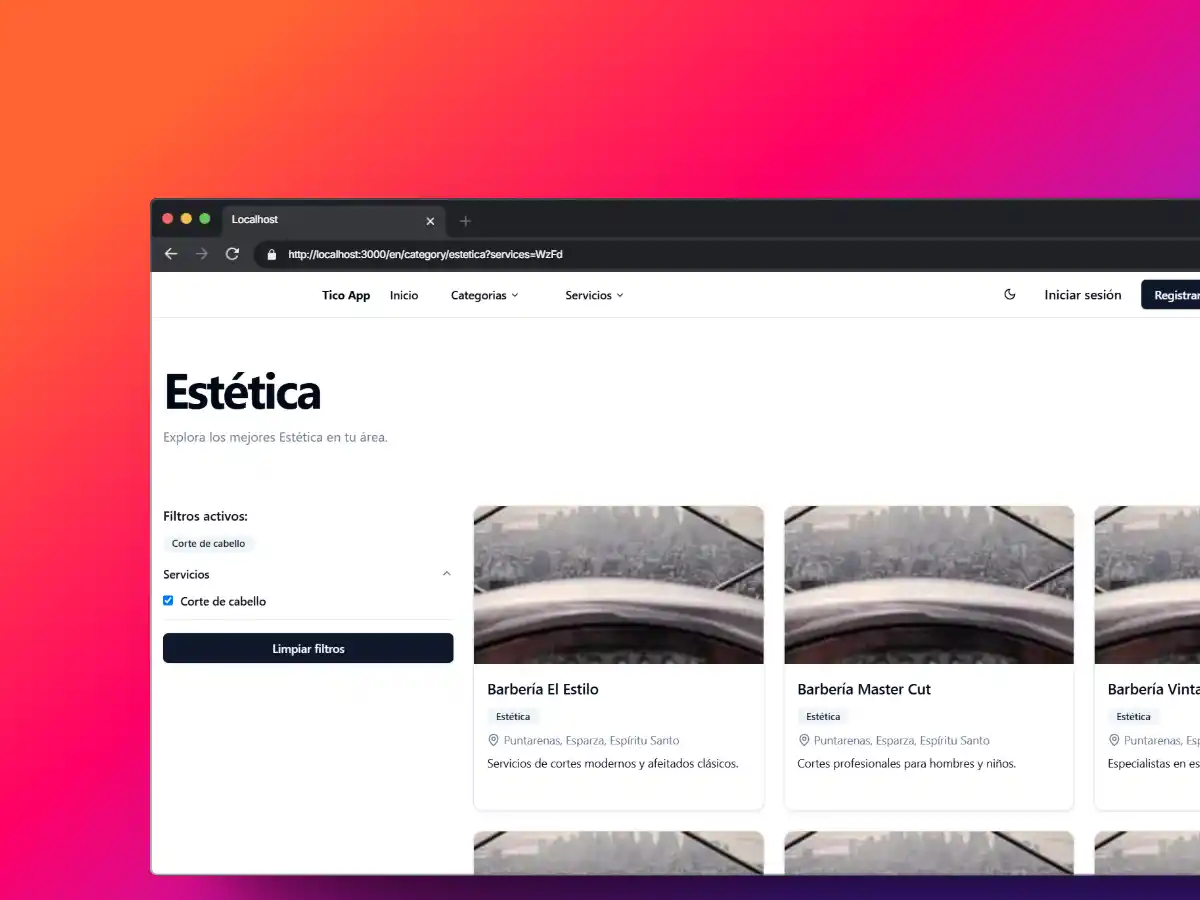 Localhost
http://localhost:3000/en/category/estetica?services=WzFd
Tico App Inicio Categorias Servicios Iniciar sesión Registrar
Estética
Explora los mejores Estética en tu área.
Filtros activos:
Corte de cabello
Servicios
Corte de cabello
Limpiar filtros
Barbería El Estilo
Estética
Puntarenas, Esparza, Espíritu Santo
Servicios de cortes modernos y afeitados clásicos.
Barbería Master Cut
Estética
Puntarenas, Esparza, Espíritu Santo
Cortes profesionales para hombres y niños.
Barbería Vinta
Estética
Puntarenas, Esp
Especialistas en es